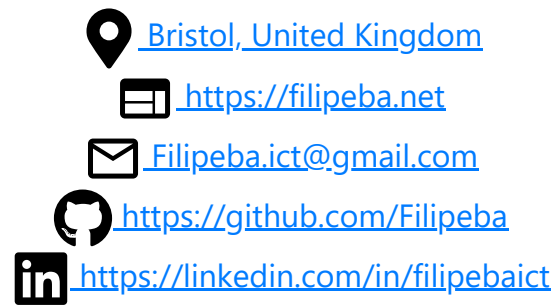 Bristol, United Kingdom
https://filipeba.net
Filipeba.ict@gmail.com
https://github.com/Filipeba
in https://linkedin.com/in/filipebaict